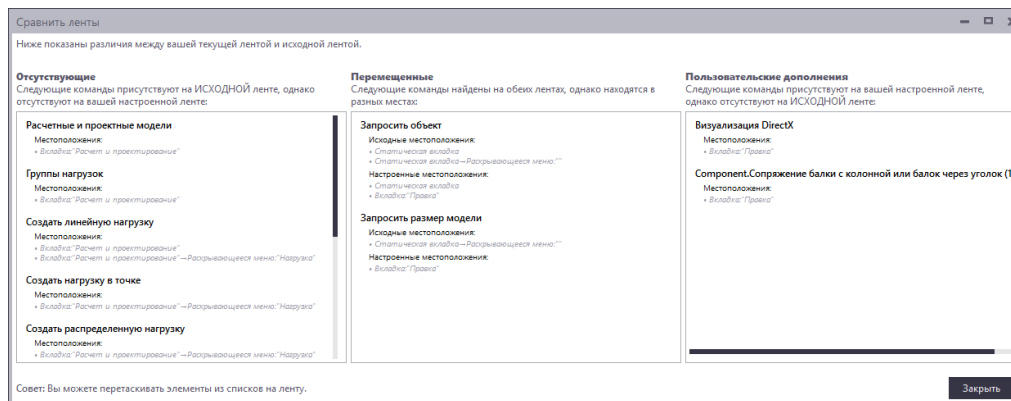 Сравнить ленты
Ниже показаны различия между вашей текущей лентой и исходной лентой.
Отсутствующие
Следующие команды присутствуют на ИСХОДНОЙ ленте, однако
отсутствуют на вашей настроенной ленте:
Расчетные и проектные модели
Местоположения:
• Вкладка:"Расчет и проектирование"
Группы нагрузок
Местоположения:
• Вкладка:"Расчет и проектирование"
Создать линейную нагрузку
Местоположения:
• Вкладка:"Расчет и проектирование"
• Вкладка:"Расчет и проектирование"→Раскрывающееся меню:"Нагрузка"
Создать нагрузку в точке
Местоположения:
• Вкладка:"Расчет и проектирование"→Раскрывающееся меню:"Нагрузка"
Создать распределенную нагрузку
Местоположения:
• Вкладка:"Расчет и проектирование"→Раскрывающееся меню:"Нагрузка"
Перемещенные
Следующие команды найдены на обеих лентах, однако находятся в
разных местах:
Запросить объект
Исходные местоположения:
• Статическая вкладка
• Статическая вкладка→Раскрывающееся меню:""
Настроенные местоположения:
• Статическая вкладка
• Вкладка:"Правка"
Запросить размер модели
Исходные местоположения:
• Статическая вкладка→Раскрывающееся меню:""
Настроенные местоположения:
• Вкладка:"Правка"
Пользовательские дополнения
Следующие команды присутствуют на вашей настроенной ленте,
однако отсутствуют на ИСХОДНОЙ ленте:
Визуализация DirectX
Местоположения:
• Вкладка:"Правка"
Component.Сопряжение балки с колонной или балок через уголок (1
Местоположения:
• Вкладка:"Правка"
Совет: Вы можете перетаскивать элементы из списков на ленту.
Закрыть